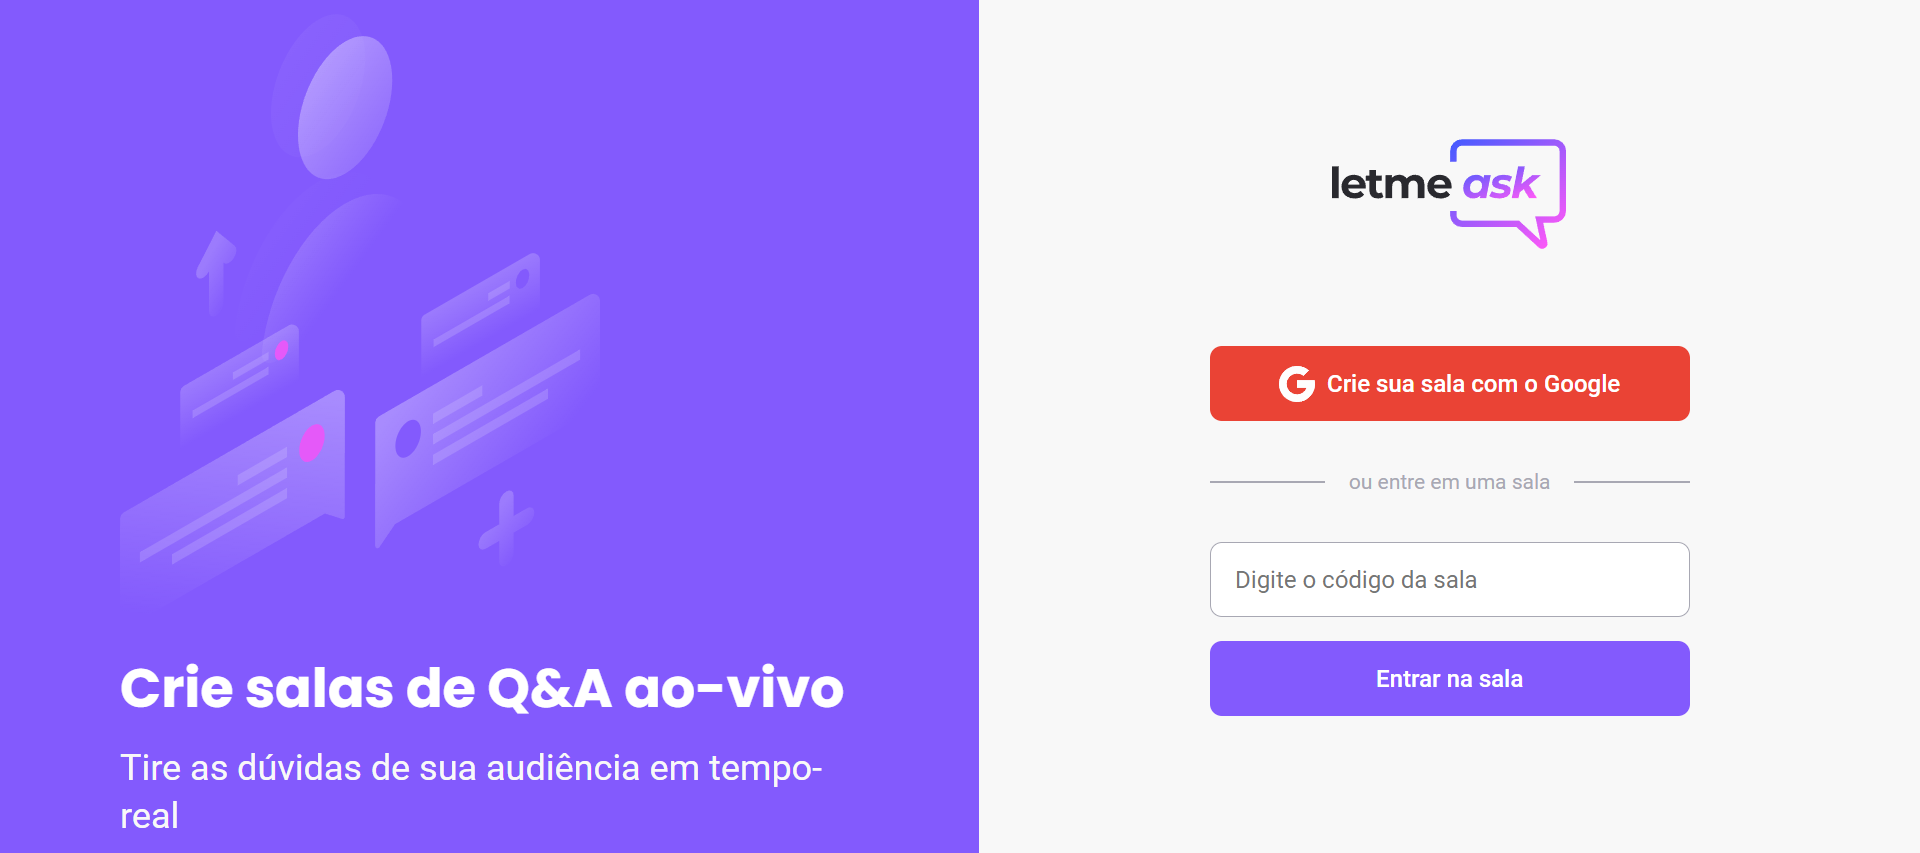 Crie salas de Q&A ao-vivo
Tire as dúvidas de sua audiência em tempo-
real
letme ask
Crie sua sala com o Google
ou entre em uma sala
Digite o código da sala
Entrar na sala